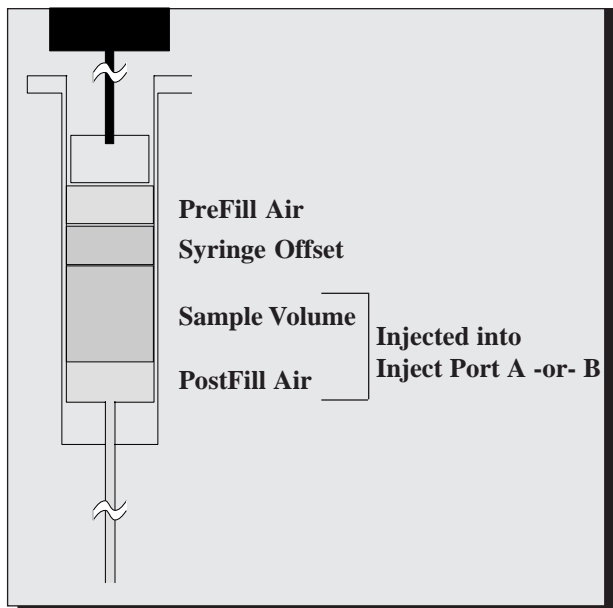 PreFill Air
Syringe Offset
Sample Volume
PostFill Air
Injected into
Inject Port A -or- B